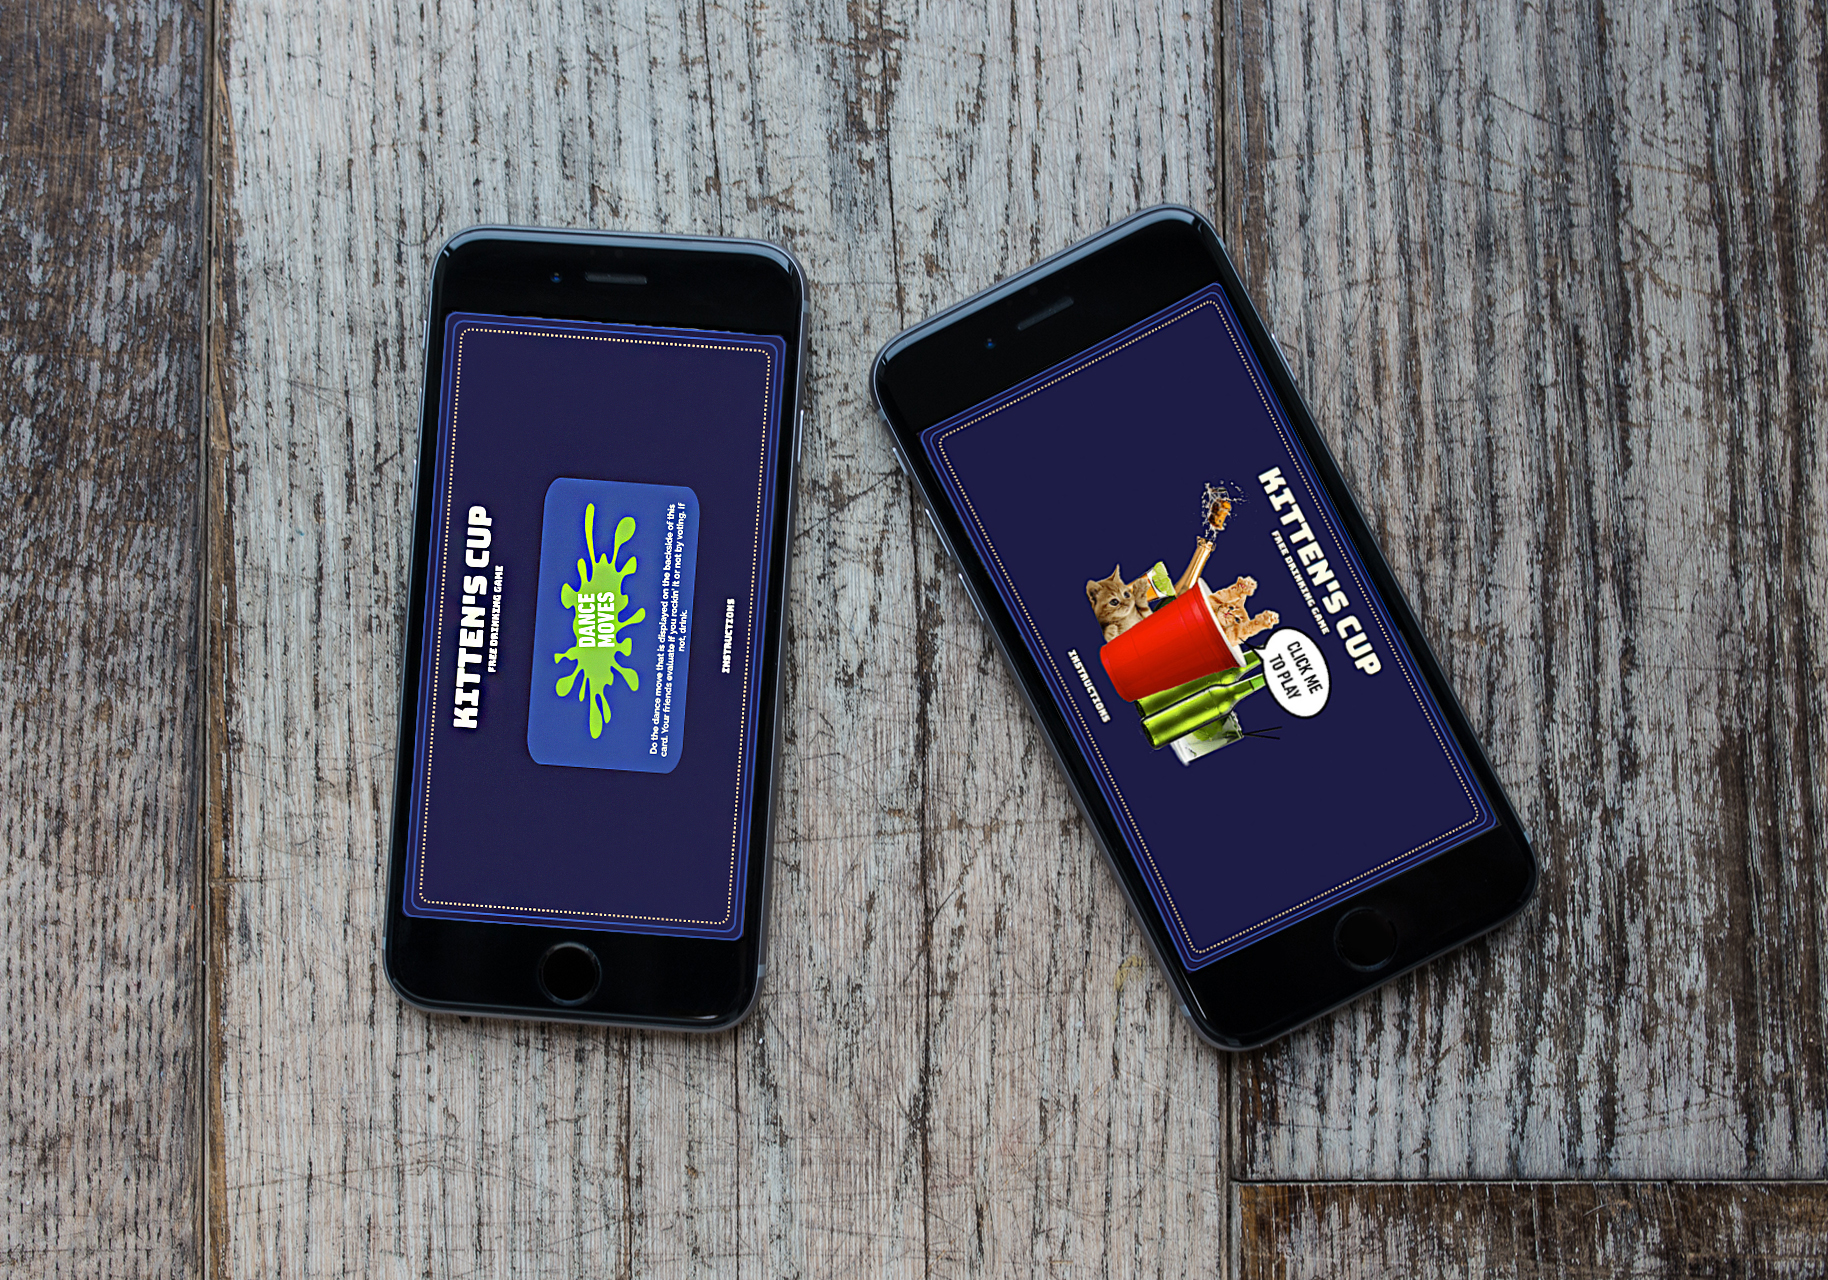 KITTEN'S CUP
FREE DRINKING GAME
DANCE
MOVES
Do the dance move that is displayed on the backside of this
card. Your friends evaluate if you rockin' it or not by voting. If
not, drink.
INSTRUCTIONS
KITTEN'S CUP
FREE DRINKING GAME
CLICK ME
TO PLAY
INSTRUCTIONS